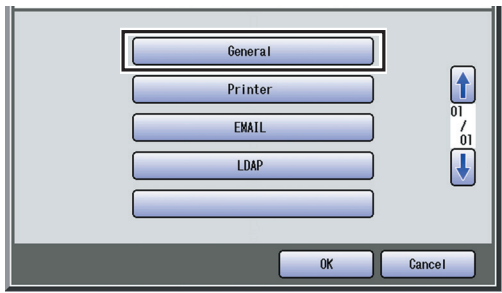 General
Printer
EMAIL
LDAP
01
/
01
OK
Cancel